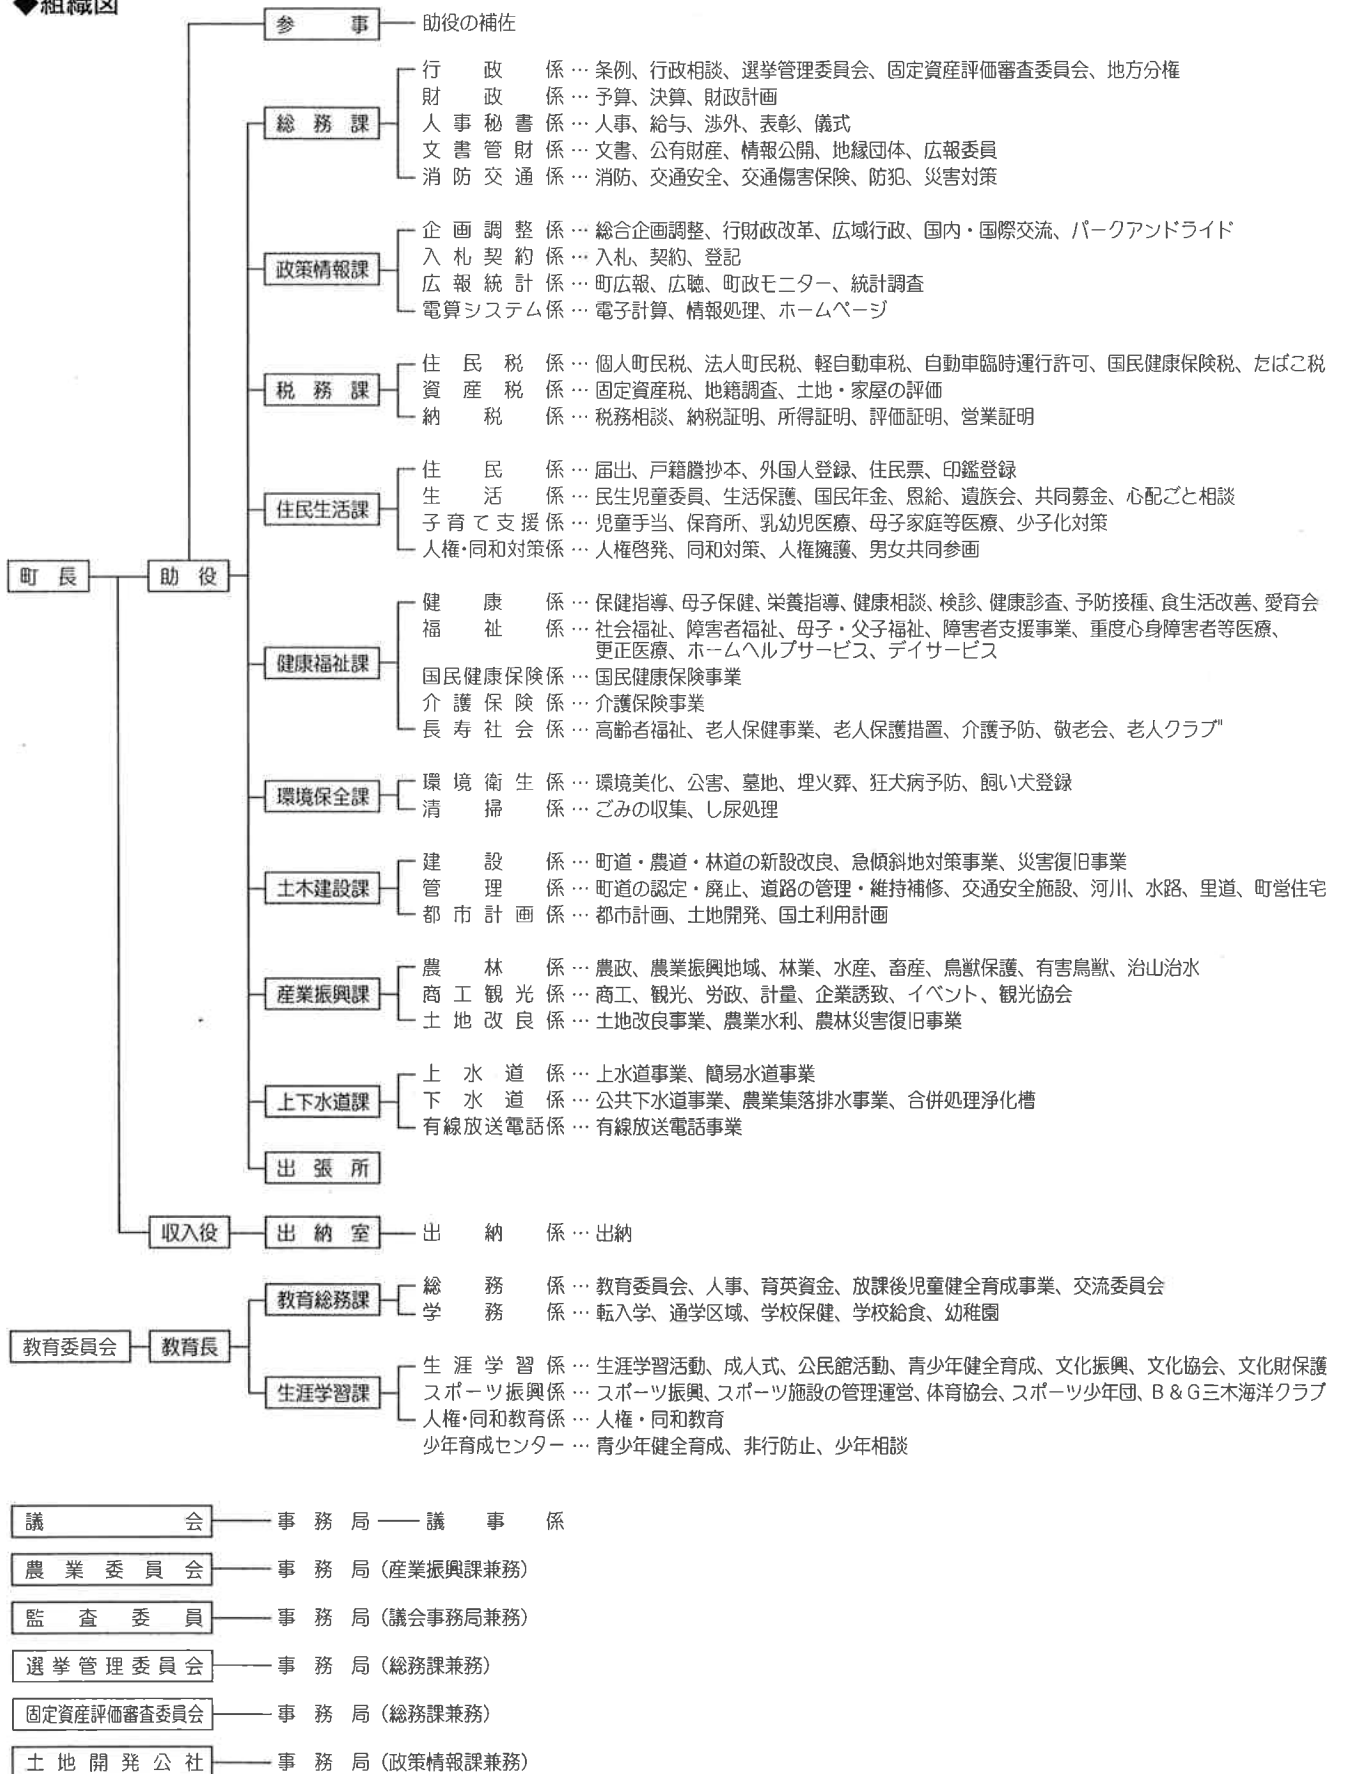 ◆組織図
参事 助役の補佐
総務課
行政係…条例、行政相談、選挙管理委員会、固定資産評価審査委員会、地方分権
財政係…予算、決算、財政計画
人事秘書係…人事、給与、渉外、表彰、儀式
文書管財係…文書、公有財産、情報公開、地縁団体、広報委員
消防交通係…消防、交通安全、交通傷害保険、防犯、災害対策
政策情報課
企画調整係…総合企画調整、行財政改革、広域行政、国内・国際交流、パークアンドライド
入札契約係…入札、契約、登記
広報統計係…町広報、広聴、町政モニター、統計調査
電算システム係…電子計算、情報処理、ホームページ
税務課
住民税係…個人町民税、法人町民税、軽自動車税、自動車臨時運行許可、国民健康保険税、たばこ税
資産税係…固定資産税、地籍調査、土地・家屋の評価
納税係…税務相談、納税証明、所得証明、評価証明、営業証明
住民生活課
住民係…届出、戸籍謄抄本、外国人登録、住民票、印鑑登録
生活係…民生児童委員、生活保護、国民年金、恩給、遺族会、共同募金、心配ごと相談
子育て支援係…児童手当、保育所、乳幼児医療、母子家庭等医療、少子化対策
人権・同和対策係…人権啓発、同和対策、人権擁護、男女共同参画
町長 助役
健康福祉課
健康係…保健指導、母子保健、栄養指導、健康相談、検診、健康診査、予防接種、食生活改善、愛育会
福祉係…社会福祉、障害者福祉、母子・父子福祉、障害者支援事業、重度心身障害者等医療、
更正医療、ホームヘルプサービス、デイサービス
国民健康保険係…国民健康保険事業
介護保険係…介護保険事業
長寿社会係…高齢者福祉、老人保健事業、老人保護措置、介護予防、敬老会、老人クラブ
環境保全課
環境衛生係…環境美化、公害、墓地、埋火葬、狂犬病予防、飼い犬登録
清掃係…ごみの収集、し尿処理
土木建設課
建設係…町道・農道・林道の新設改良、急傾斜地対策事業、災害復旧事業
管理係…町道の認定・廃止、道路の管理・維持補修、交通安全施設、河川、水路、里道、町営住宅
都市計画係…都市計画、土地開発、国土利用計画
産業振興課
農林係…農政、農業振興地域、林業、水産、畜産、鳥獣保護、有害鳥獣、治山治水
商工観光係…商工、観光、労政、計量、企業誘致、イベント、観光協会
土地改良係…土地改良事業、農業水利、農林災害復旧事業
上下水道課
上水道係…上水道事業、簡易水道事業
下水道係…公共下水道事業、農業集落排水事業、合併処理浄化槽
有線放送電話係…有線放送電話事業
出張所
収入役 出納室 出納係…出納
教育委員会 教育長
教育総務課
総務係…教育委員会、人事、育英資金、放課後児童健全育成事業、交流委員会
学務係…転入学、通学区域、学校保健、学校給食、幼稚園
生涯学習課
生涯学習係…生涯学習活動、成人式、公民館活動、青少年健全育成、文化振興、文化協会、文化財保護
スポーツ振興係…スポーツ振興、スポーツ施設の管理運営、体育協会、スポーツ少年団、B&G三木海洋クラブ
人権・同和教育係…人権・同和教育
少年育成センター…青少年健全育成、非行防止、少年相談
議会 事務局 議事係
農業委員会 事務局(産業振興課兼務)
監査委員 事務局(議会事務局兼務)
選挙管理委員会 事務局(総務課兼務)
固定資産評価審査委員会 事務局(総務課兼務)
土地開発公社 事務局(政策情報課兼務)